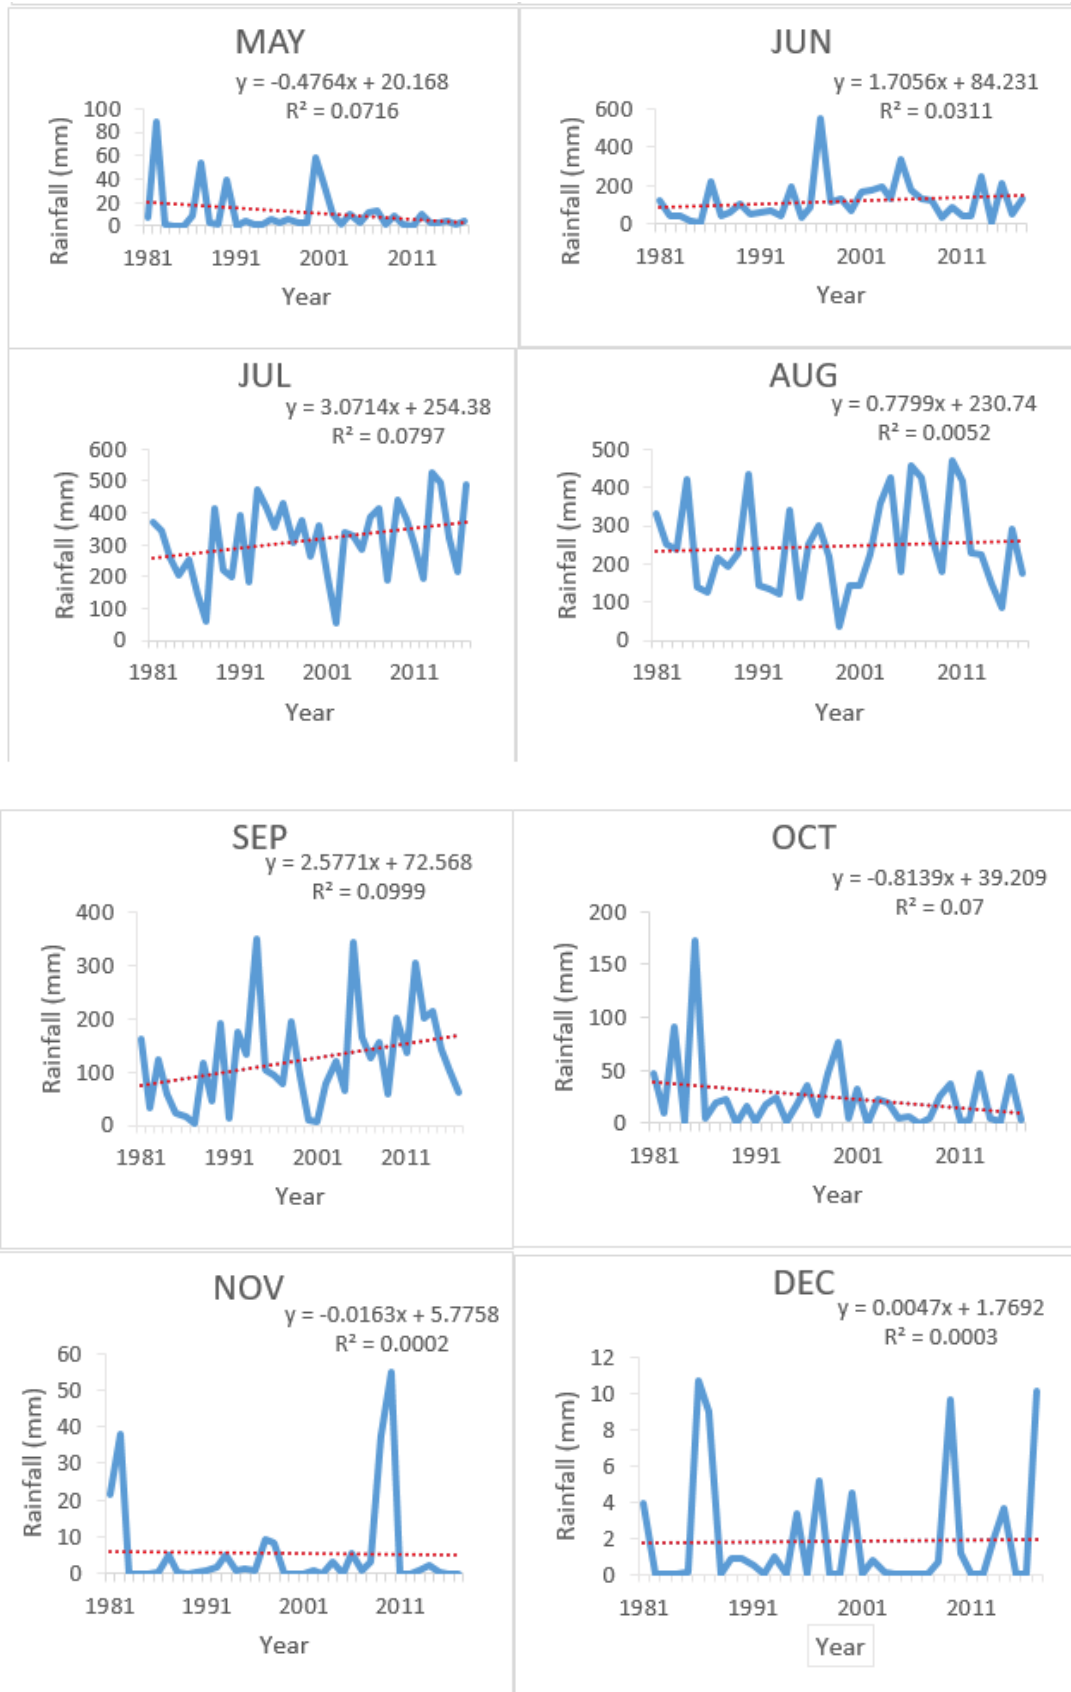 MAY
y = -0.4764x + 20.168
R² = 0.0716
100
80
60
40
20
0
Rainfall (mm)
1981 1991 2001 2011
Year
JUN
y = 1.7056x + 84.231
R² = 0.0311
600
400
200
0
Rainfall (mm)
1981 1991 2001 2011
Year
JUL
y = 3.0714x + 254.38
R² = 0.0797
600
500
400
300
200
100
0
Rainfall (mm)
1981 1991 2001 2011
Year
AUG
y = 0.7799x + 230.74
R² = 0.0052
500
400
300
200
100
0
Rainfall (mm)
1981 1991 2001 2011
Year
SEP
y = 2.5771x + 72.568
R² = 0.0999
400
300
200
100
0
Rainfall (mm)
1981 1991 2001 2011
Year
OCT
y = -0.8139x + 39.209
R² = 0.07
200
150
100
50
0
Rainfall (mm)
1981 1991 2001 2011
Year
NOV
y = -0.0163x + 5.7758
R² = 0.0002
60
50
40
30
20
10
0
Rainfall (mm)
1981 1991 2001 2011
Year
DEC
y = 0.0047x + 1.7692
R² = 0.0003
12
10
8
6
4
2
0
Rainfall (mm)
1981 1991 2001 2011
Year